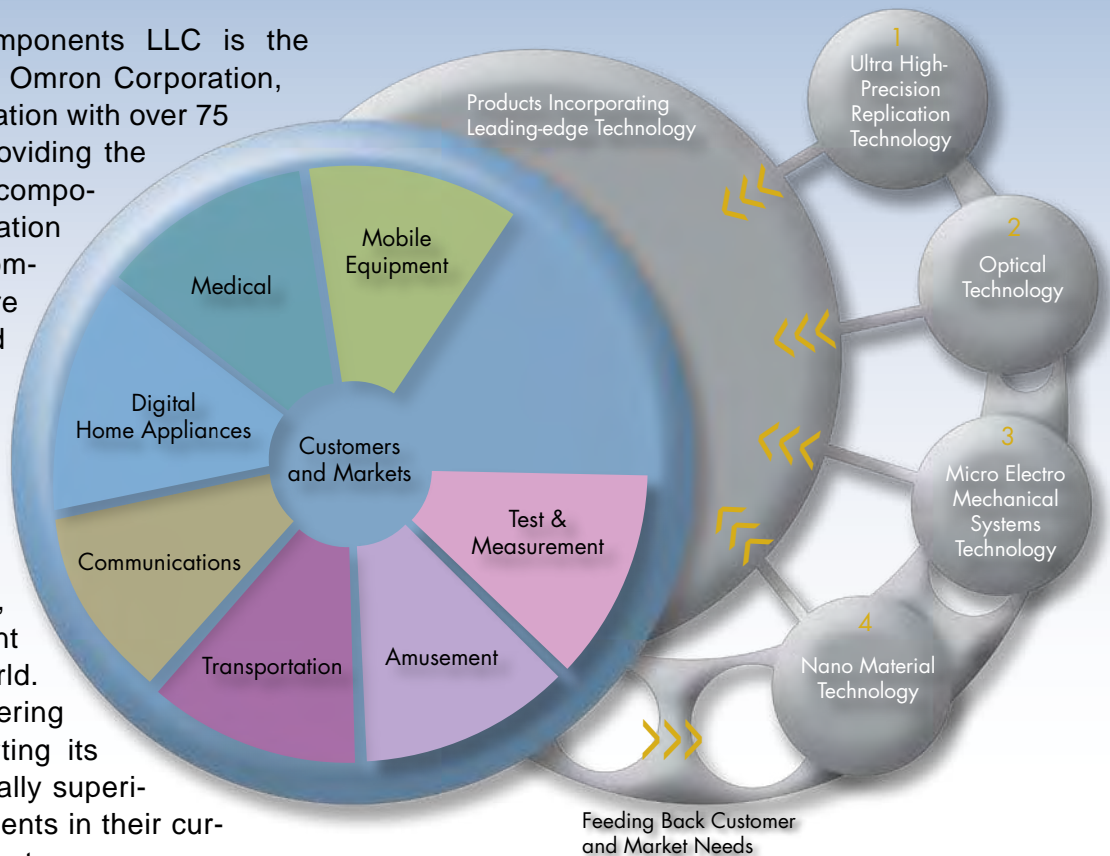 mponents LLC is the
Omron Corporation,
ation with over 75
oviding the
compo-
ation
om-
re
d
,
nt
rld.
ering
ting its
ally superi-
ents in their cur-
Products Incorporating
Leading-edge Technology
1
Ultra High-
Precision
Replication
Technology
2
Optical
Technology
3
Micro Electro
Mechanical
Systems
Technology
4
Nano Material
Technology
Mobile
Equipment
Medical
Digital
Home Appliances
Communications
Transportation
Amusement
Test &
Measurement
Customers
and Markets
Feeding Back Customer
and Market Needs